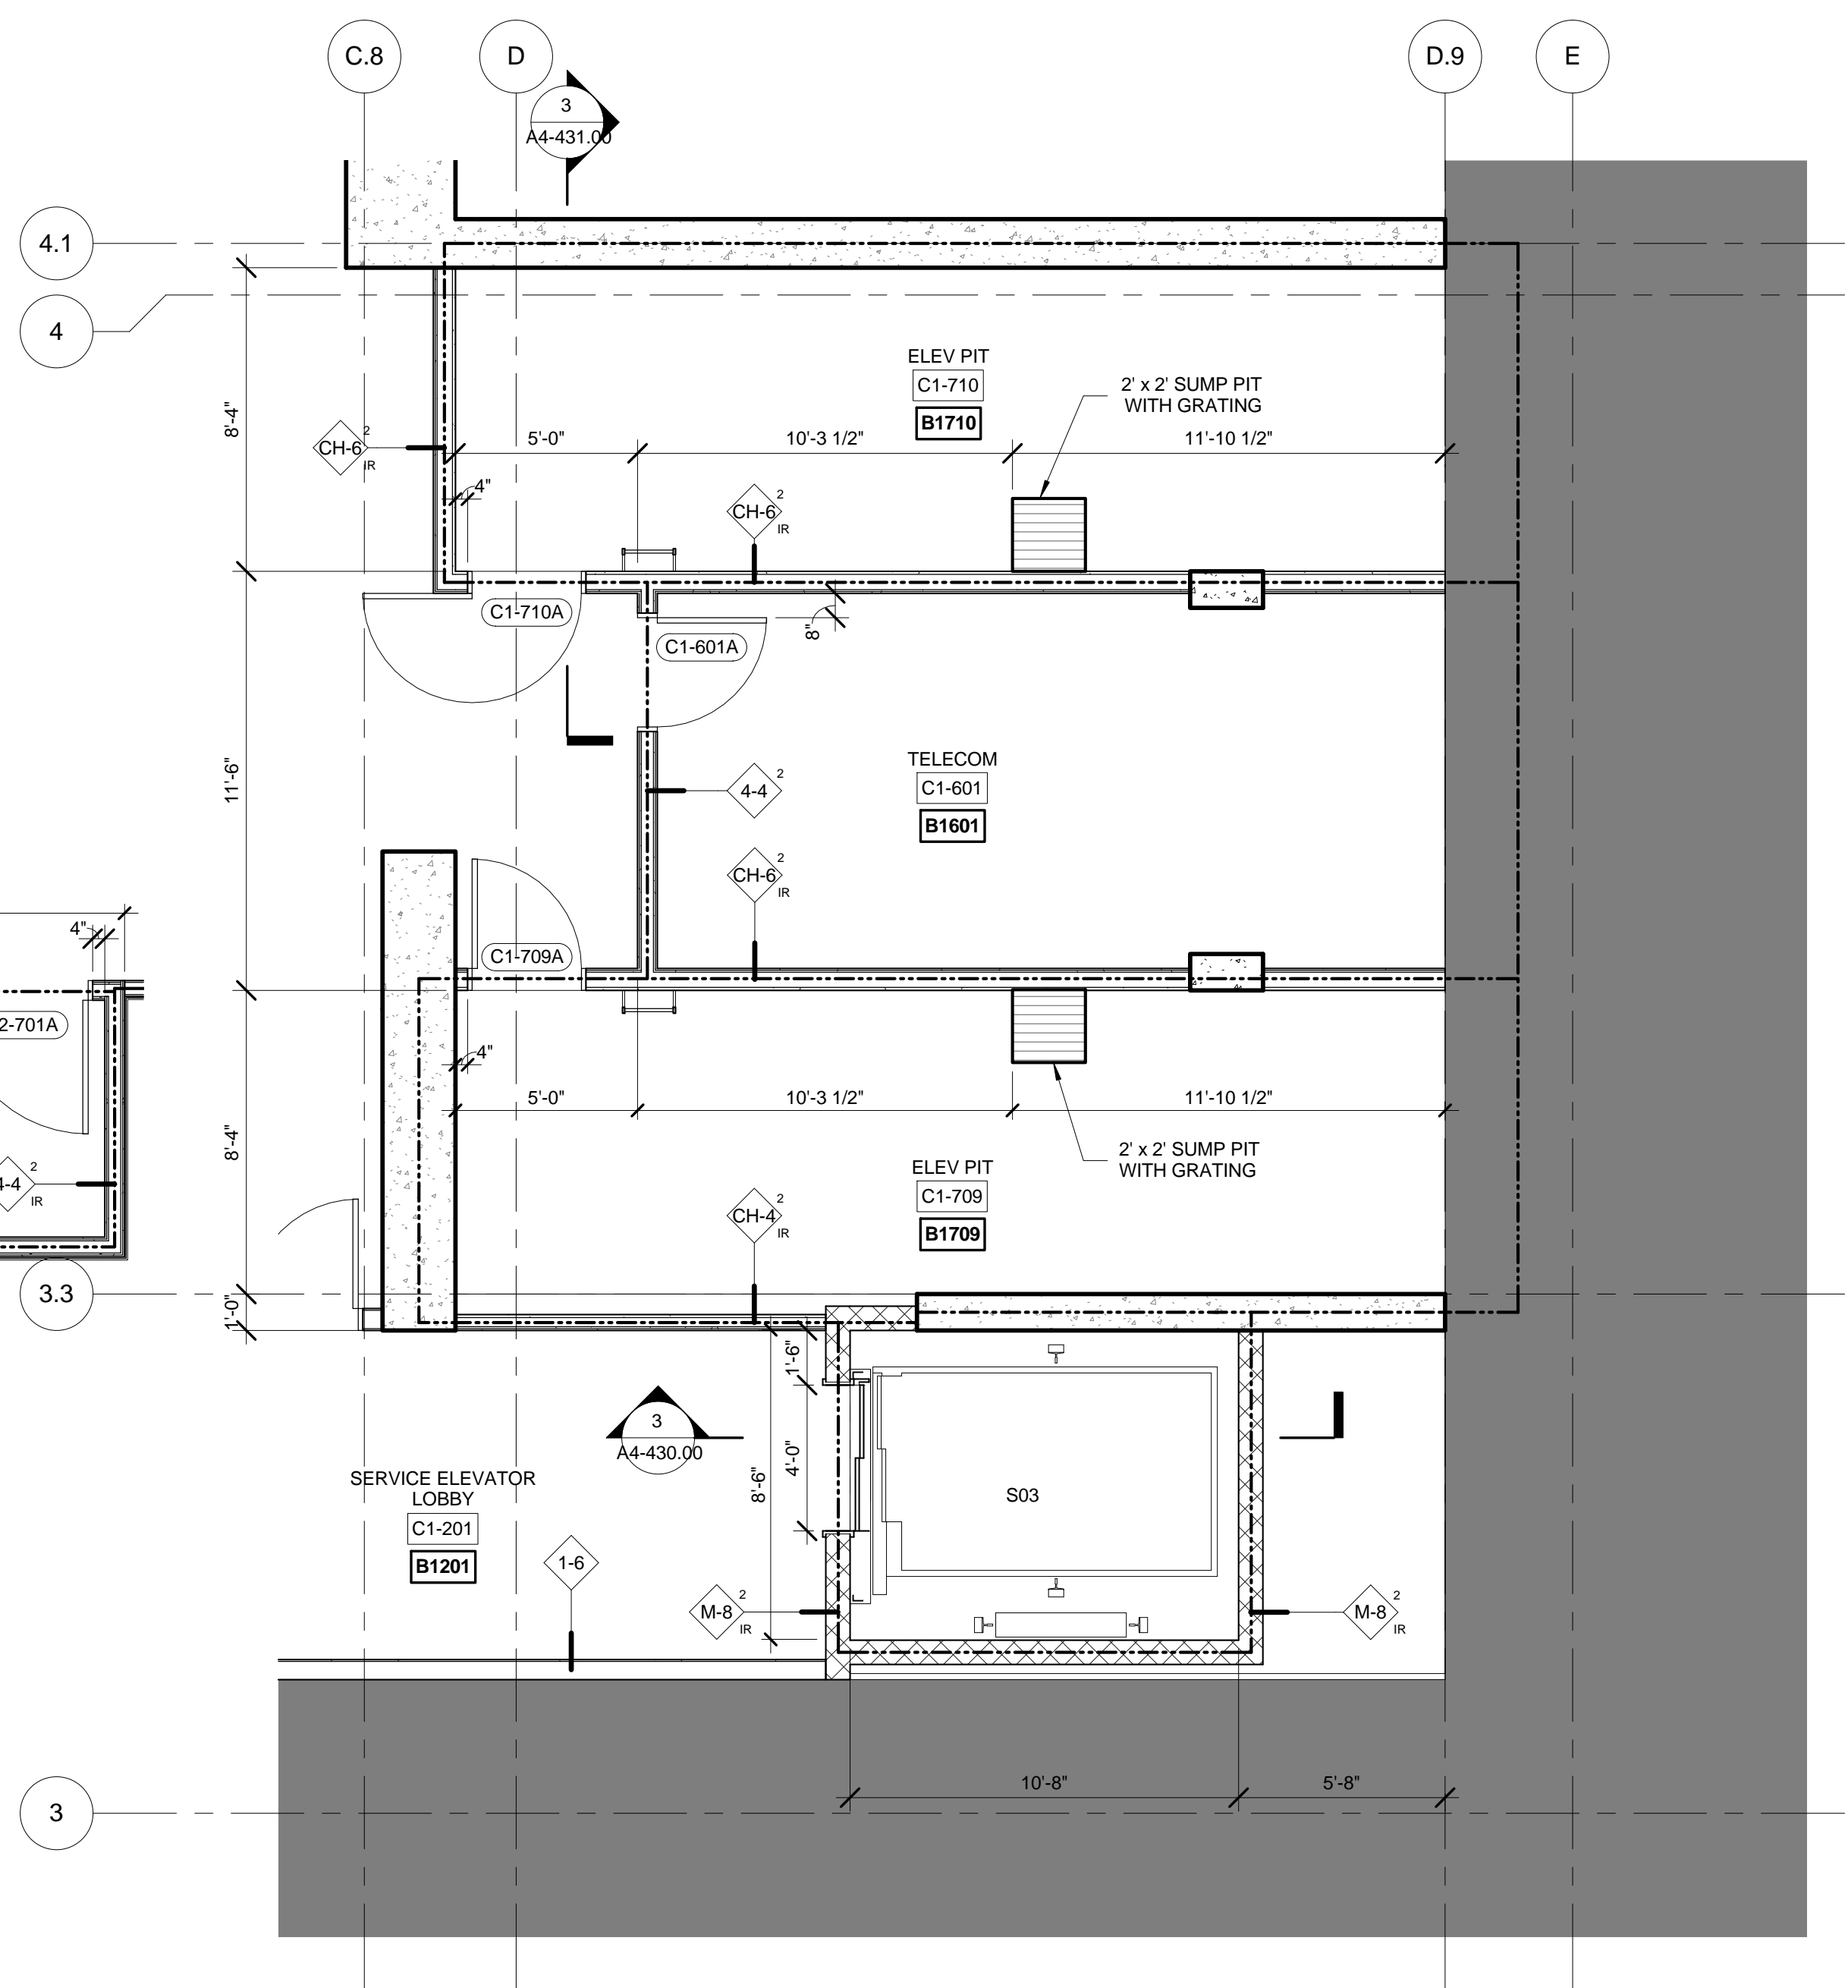 C.8
D
D.9
E
3
A4-431.00
4.1
4
ELEV PIT
C1-710
B1710
2' x 2' SUMP PIT
WITH GRATING
8'-4"
CH-6
2
IR
5'-0"
10'-3 1/2"
11'-10 1/2"
4"
CH-6
2
IR
C1-710A
C1-601A
8"
11'-6"
TELECOM
C1-601
B1601
4-4
2
CH-6
2
IR
4"
C1-709A
2-701A
4"
5'-0"
10'-3 1/2"
11'-10 1/2"
8'-4"
2' x 2' SUMP PIT
WITH GRATING
ELEV PIT
C1-709
B1709
4-4
2
IR
CH-4
2
IR
3.3
1'-0"
1'-6"
3
A4-430.00
4'-0"
8'-6"
SERVICE ELEVATOR
LOBBY
C1-201
B1201
S03
1-6
M-8
2
IR
M-8
2
IR
10'-8"
5'-8"
3